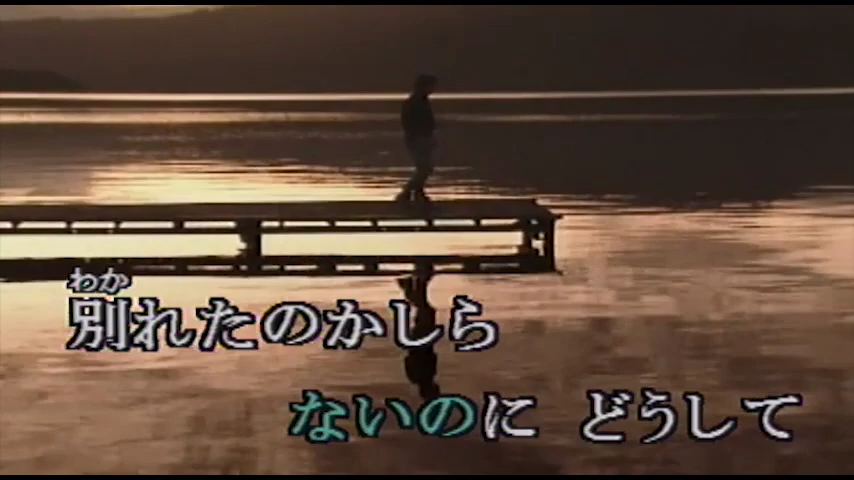 わか
別れたのかしら
ないのに どうして